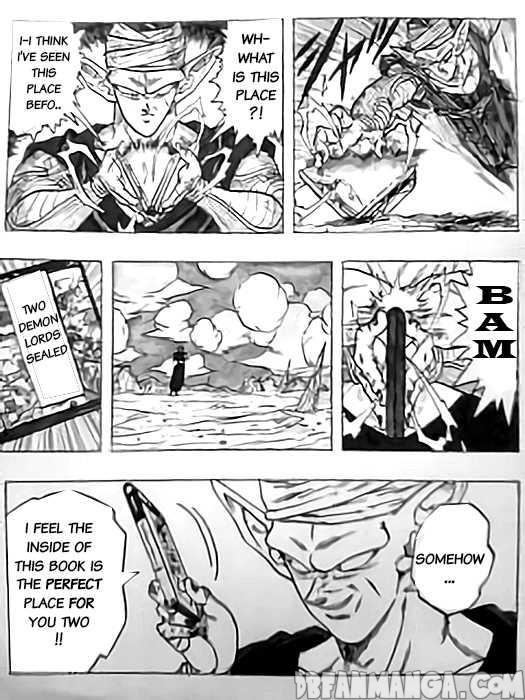 WH-
WHAT
IS THIS
PLACE
?!
I-I THINK
I'VE SEEN
THIS
PLACE
BEFO..
BAM
TWO
DEMON
LORDS
SEALED
SOMEHOW
...
I FEEL THE
INSIDE OF
THIS BOOK IS
THE PERFECT
PLACE FOR
YOU TWO
!!
DBFANMANGA.COM